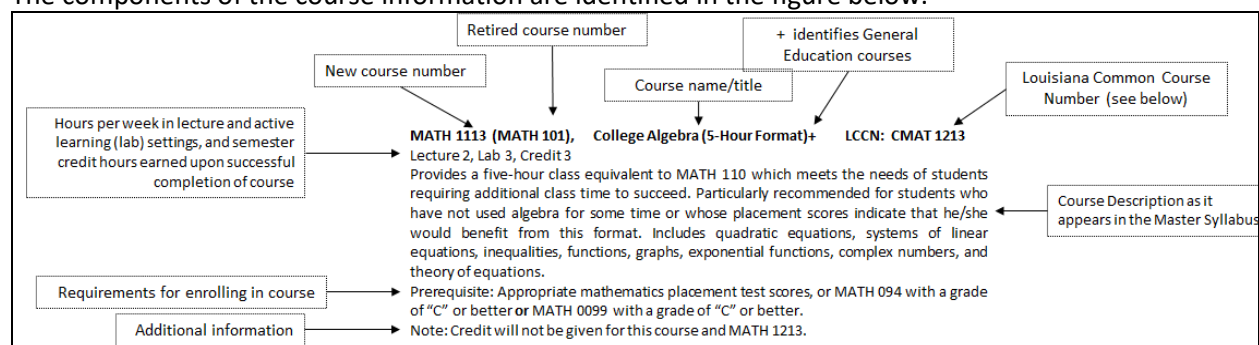 The components of the course information are identified in the figure below.
Retired course number
+ identifies General
Education courses
New course number
Course name/title
Louisiana Common Course
Number (see below)
Hours per week in lecture and active
learning (lab) settings, and semester
credit hours earned upon successful
completion of course
MATH 1113 (MATH 101), College Algebra (5-Hour Format)+ LCCN: CMAT 1213
Lecture 2, Lab 3, Credit 3
Provides a five-hour class equivalent to MATH 110 which meets the needs of students
requiring additional class time to succeed. Particularly recommended for students who
have not used algebra for some time or whose placement scores indicate that he/she
would benefit from this format. Includes quadratic equations, systems of linear
equations, inequalities, functions, graphs, exponential functions, complex numbers, and
theory of equations.
Course Description as it
appears in the Master Syllabus
Requirements for enrolling in course
Prerequisite: Appropriate mathematics placement test scores, or MATH 094 with a grade
of “C” or better or MATH 0099 with a grade of “C” or better.
Additional information
Note: Credit will not be given for this course and MATH 1213.